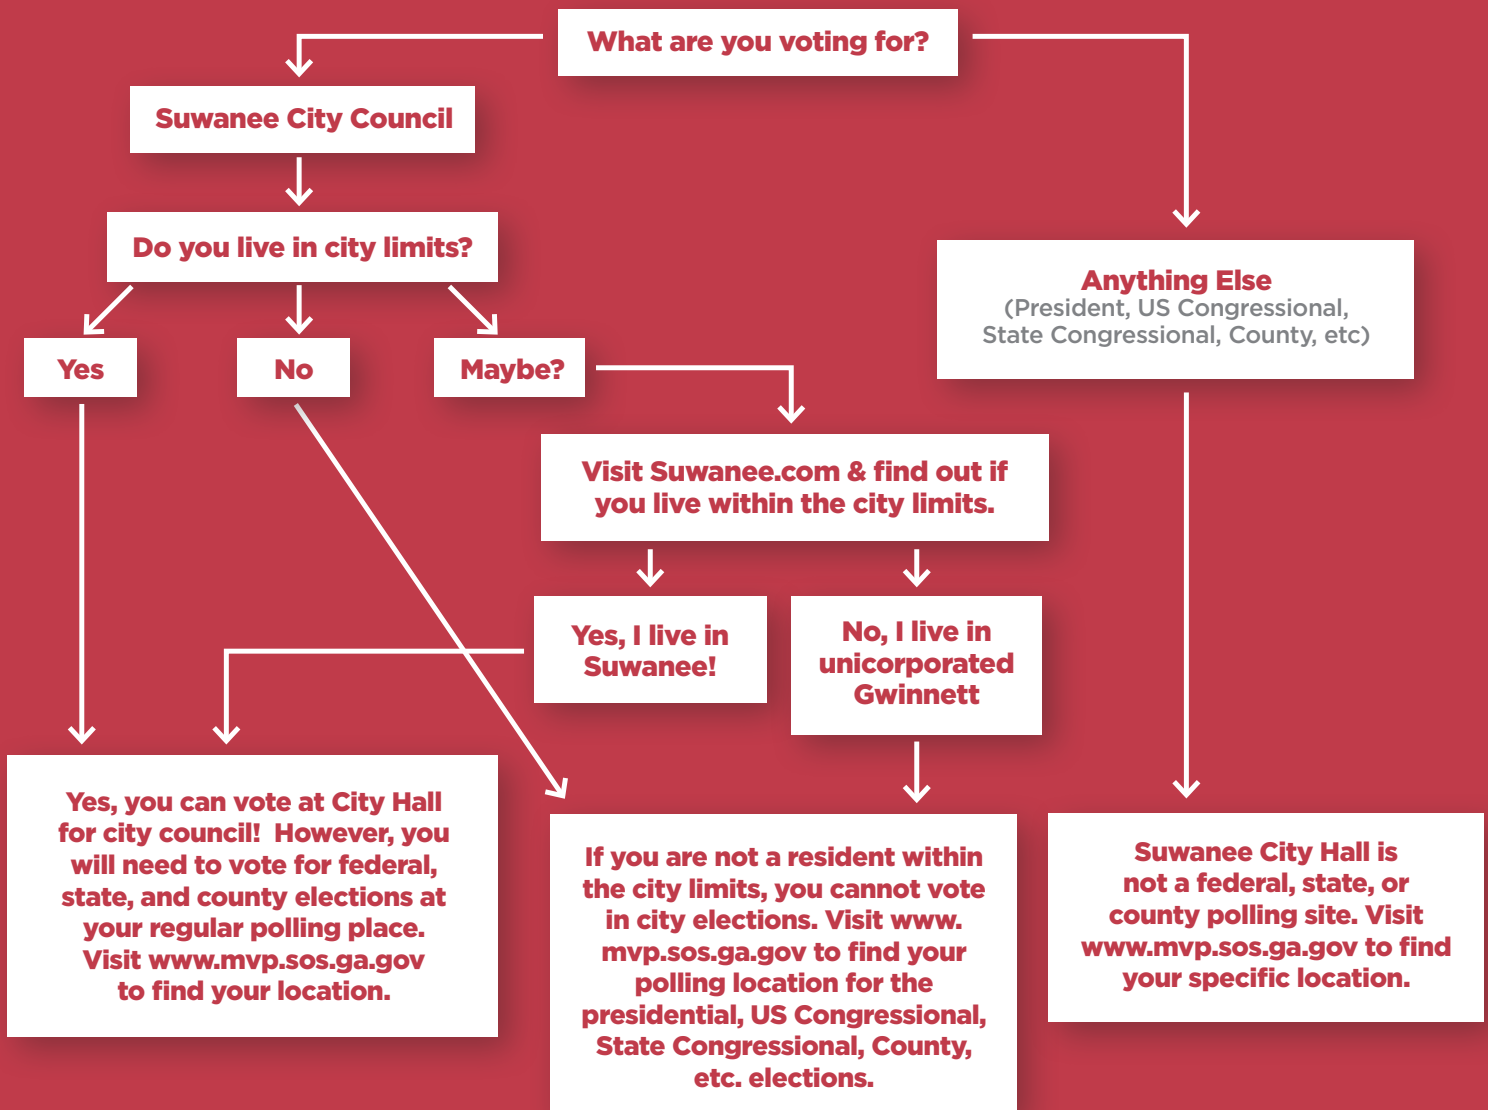 What are you voting for?
Suwanee City Council
Do you live in city limits?
Anything Else
(President, US Congressional,
State Congressional, County, etc)
Yes
No
Maybe?
Visit Suwanee.com & find out if
you live within the city limits.
Yes, I live in
Suwanee!
No, I live in
unicorporated
Gwinnett
Yes, you can vote at City Hall
for city council! However, you
will need to vote for federal,
state, and county elections at
your regular polling place.
Visit www.mvp.sos.ga.gov
to find your location.
If you are not a resident within
the city limits, you cannot vote
in city elections. Visit www.
mvp.sos.ga.gov to find your
polling location for the
presidential, US Congressional,
State Congressional, County,
etc. elections.
Suwanee City Hall is
not a federal, state, or
county polling site. Visit
www.mvp.sos.ga.gov to find
your specific location.